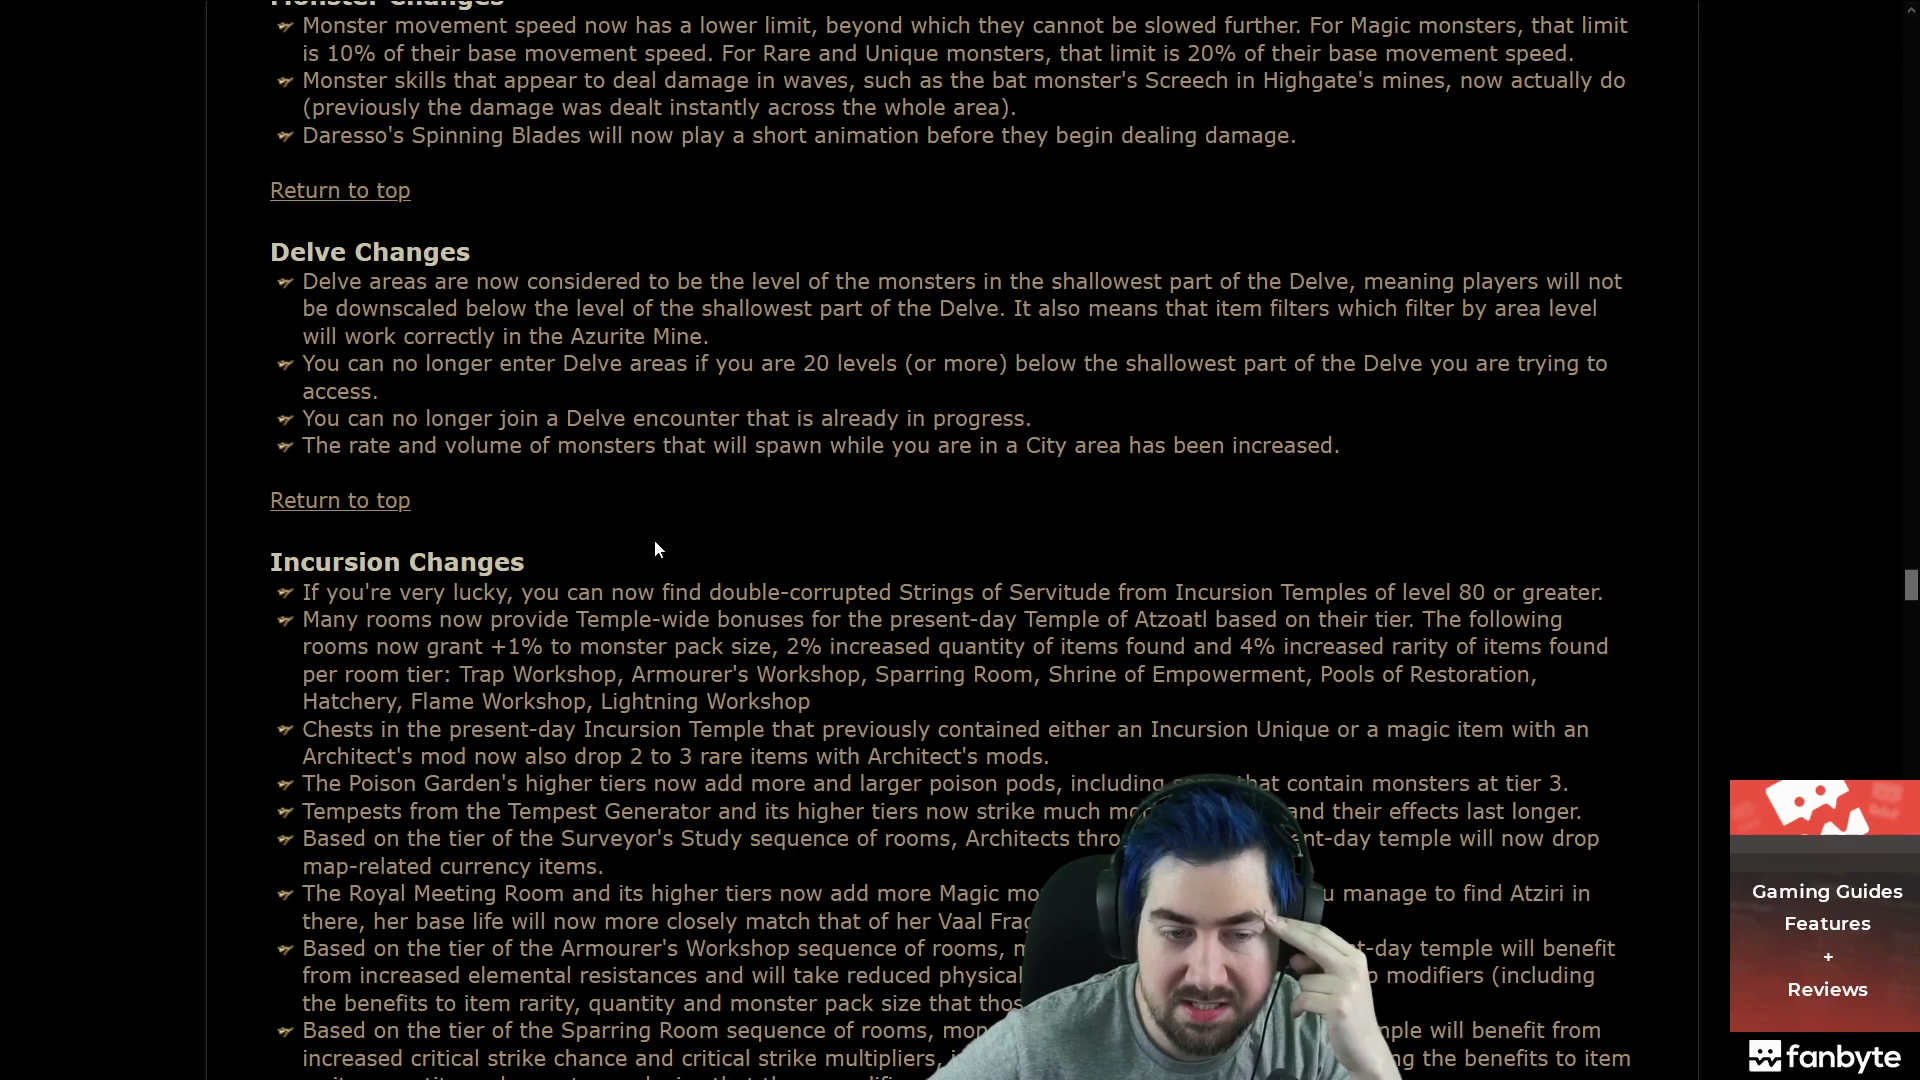 Monster Changes
Monster movement speed now has a lower limit, beyond which they cannot be slowed further. For Magic monsters, that limit
is 10% of their base movement speed. For Rare and Unique monsters, that limit is 20% of their base movement speed.
Monster skills that appear to deal damage in waves, such as the bat monster's Screech in Highgate's mines, now actually do
(previously the damage was dealt instantly across the whole area).
Daresso's Spinning Blades will now play a short animation before they begin dealing damage.
Return to top
Delve Changes
Delve areas are now considered to be the level of the monsters in the shallowest part of the Delve, meaning players will not
be downscaled below the level of the shallowest part of the Delve. It also means that item filters which filter by area level
will work correctly in the Azurite Mine.
You can no longer enter Delve areas if you are 20 levels (or more) below the shallowest part of the Delve you are trying to
access.
You can no longer join a Delve encounter that is already in progress.
The rate and volume of monsters that will spawn while you are in a City area has been increased.
Return to top
Incursion Changes
If you're very lucky, you can now find double-corrupted Strings of Servitude from Incursion Temples of level 80 or greater.
Many rooms now provide Temple-wide bonuses for the present-day Temple of Atzoatl based on their tier. The following
rooms now grant +1% to monster pack size, 2% increased quantity of items found and 4% increased rarity of items found
per room tier: Trap Workshop, Armourer's Workshop, Sparring Room, Shrine of Empowerment, Pools of Restoration,
Hatchery, Flame Workshop, Lightning Workshop
Chests in the present-day Incursion Temple that previously contained either an Incursion Unique or a magic item with an
Architect's mod now also drop 2 to 3 rare items with Architect's mods.
The Poison Garden's higher tiers now add more and larger poison pods, including that contain monsters at tier 3.
Tempests from the Tempest Generator and its higher tiers now strike much and their effects last longer.
Based on the tier of the Surveyor's Study sequence of rooms, Architects temple will now drop
map-related currency items.
The Royal Meeting Room and its higher tiers now add more Magic manage to find Atziri in
there, her base life will now more closely match that of her Vaal
Based on the tier of the Armourer's Workshop sequence of rooms, temple will benefit
from increased elemental resistances and will take reduced physical modifiers (including
the benefits to item rarity, quantity and monster pack size that
Based on the tier of the Sparring Room sequence of rooms, will benefit from
increased critical strike chance and critical strike multipliers, the benefits to item
Gaming Guides
Features
+
Reviews
fanbyte